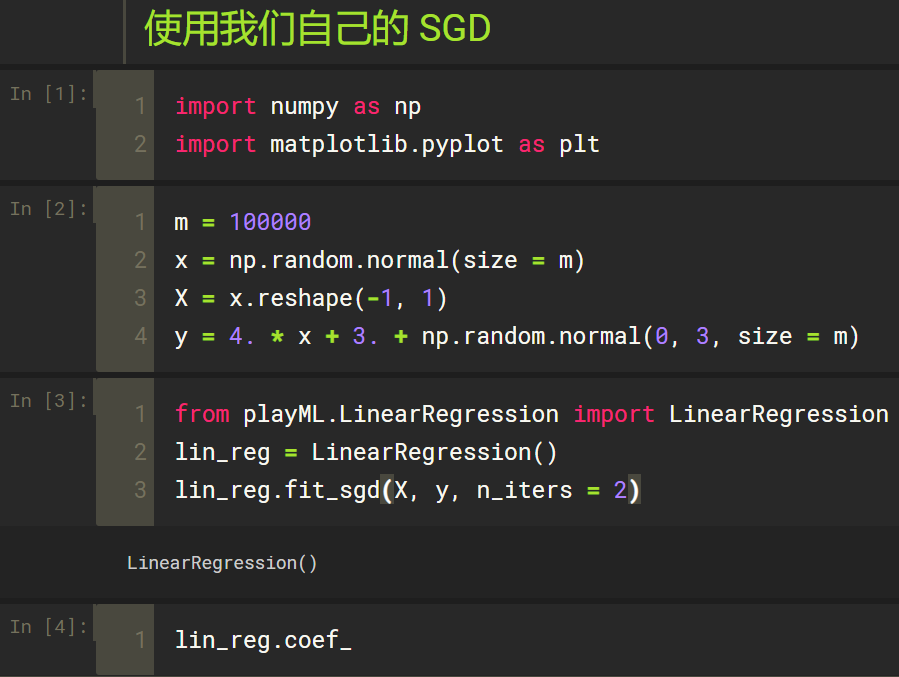 使用我们自己的 SGD
In [1]:
1 import numpy as np
2 import matplotlib.pyplot as plt
In [2]:
1 m = 100000
2 x = np.random.normal(size = m)
3 X = x.reshape(-1, 1)
4 y = 4. * x + 3. + np.random.normal(0, 3, size = m)
In [3]:
1 from playML.LinearRegression import LinearRegression
2 lin_reg = LinearRegression()
3 lin_reg.fit_sgd(X, y, n_iters = 2)
LinearRegression()
In [4]:
1 lin_reg.coef_